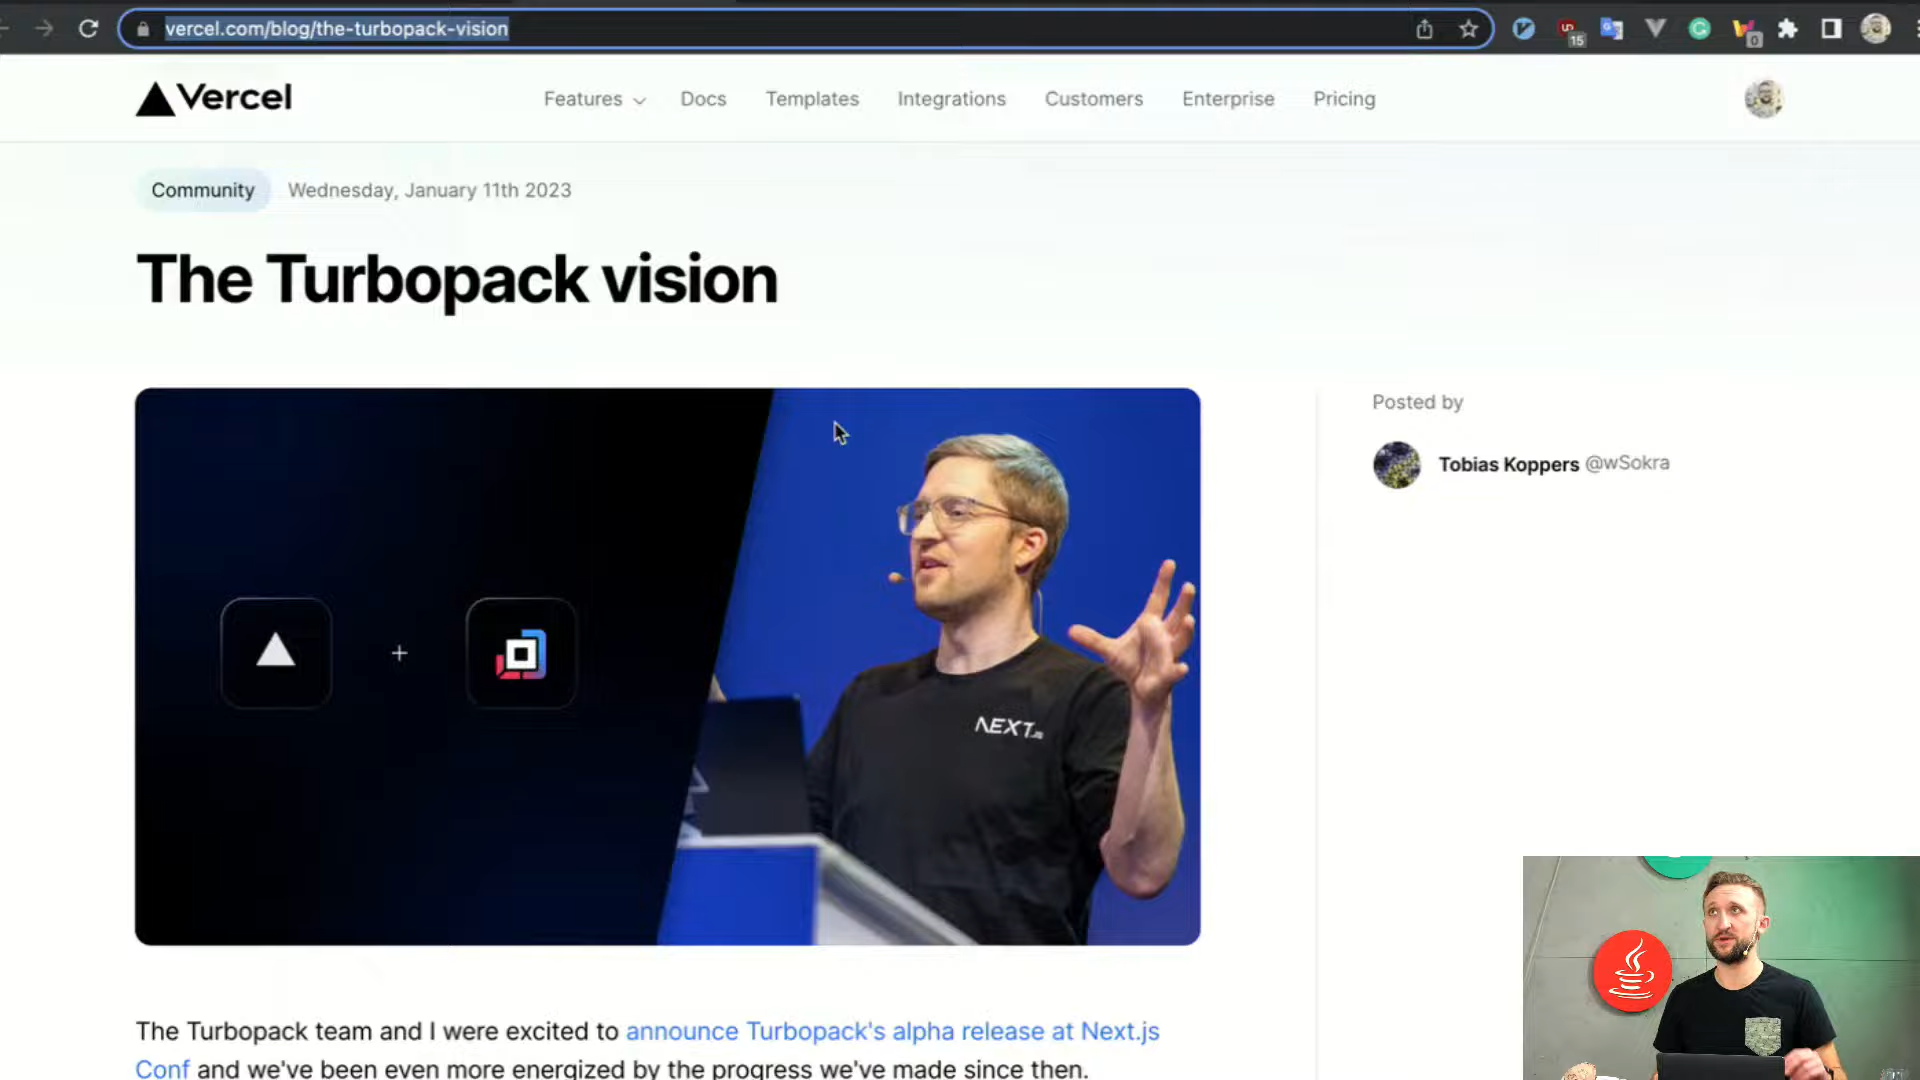 vercel.com/blog/the-turbopack-vision
15
0
Vercel
Features Docs Templates Integrations Customers Enterprise Pricing
Community Wednesday, January 11th 2023
The Turbopack vision
NEXT.JS
Posted by
Tobias Koppers @wSokra
The Turbopack team and I were excited to announce Turbopack's alpha release at Next.js
Conf and we've been even more energized by the progress we've made since then.